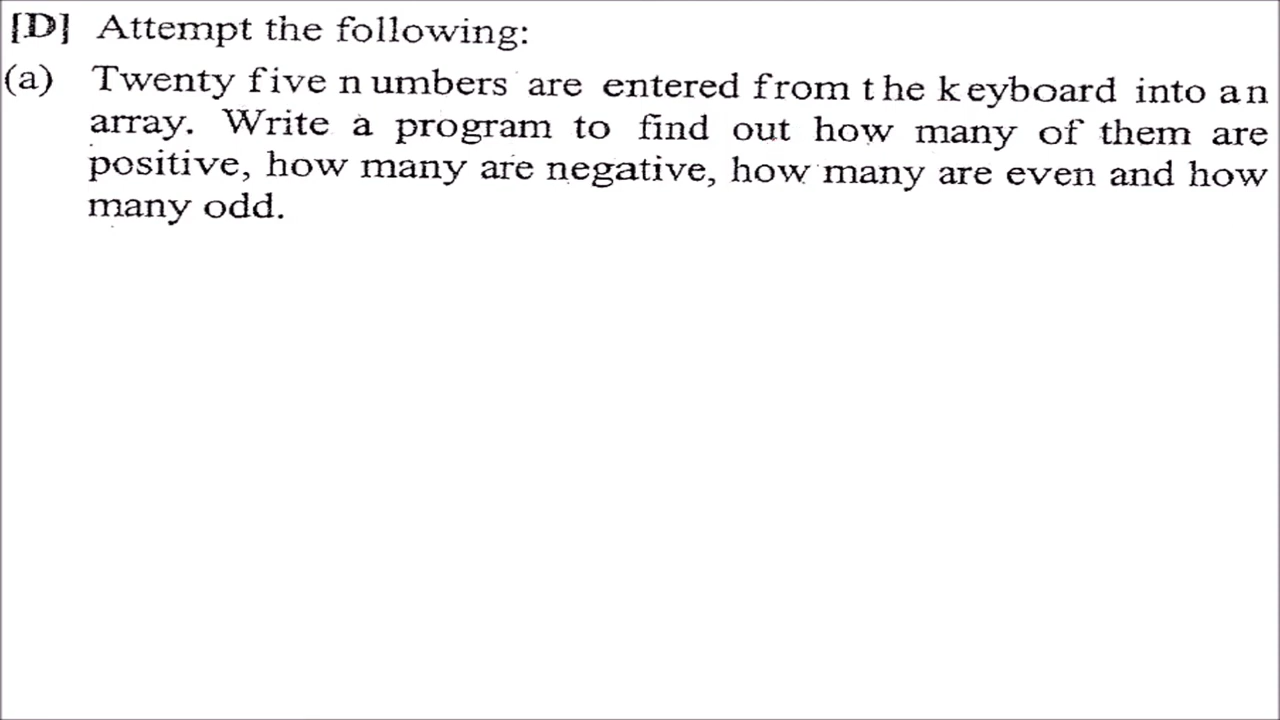 [D] Attempt the following:
(a) Twenty five numbers are entered from the keyboard into an
array. Write a program to find out how many of them are
positive, how many are negative, how many are even and how
many odd.